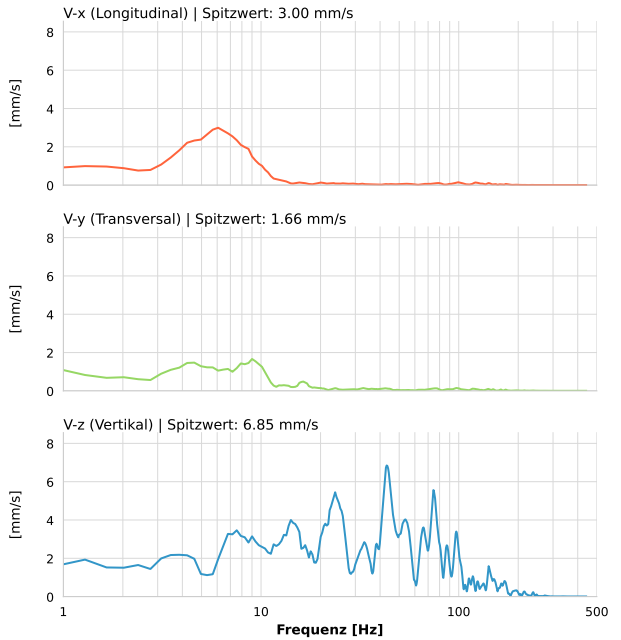 V-x (Longitudinal) | Spitzwert: 3.00 mm/s
8
6
4
2
0
[mm/s]
V-y (Transversal) | Spitzwert: 1.66 mm/s
8
6
4
2
0
[mm/s]
V-z (Vertikal) | Spitzwert: 6.85 mm/s
8
6
4
2
0
[mm/s]
1 10 100 500
Frequenz [Hz]